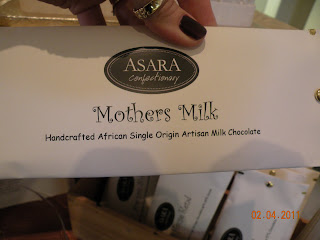 ASARA
Confectionary
Mothers Milk
Handcrafted African Single Origin Artisan Milk Chocolate
02.04.2011